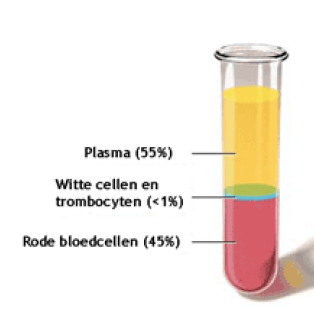 Plasma (55%)
Witte cellen en
trombocyten (<1%)
Rode bloedcellen (45%)